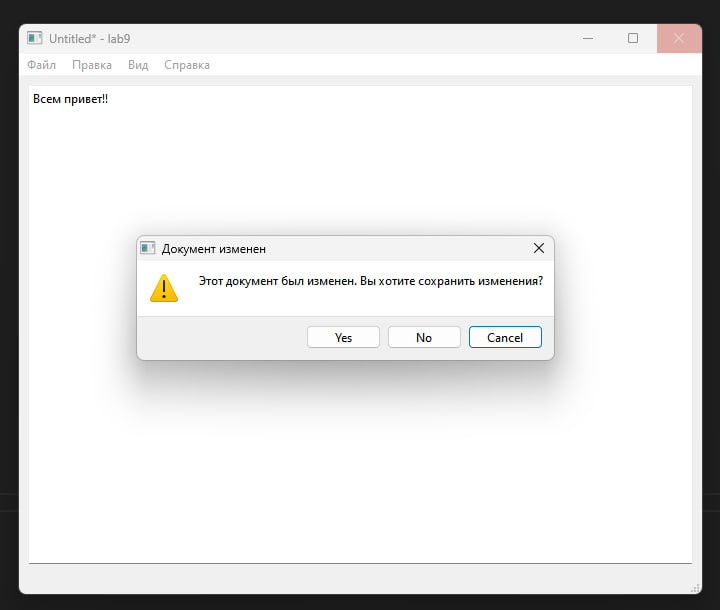 Untitled* - lab9
Файл Правка Вид Справка
Всем привет!!
Документ изменен
Этот документ был изменен. Вы хотите сохранить изменения?
Yes No Cancel